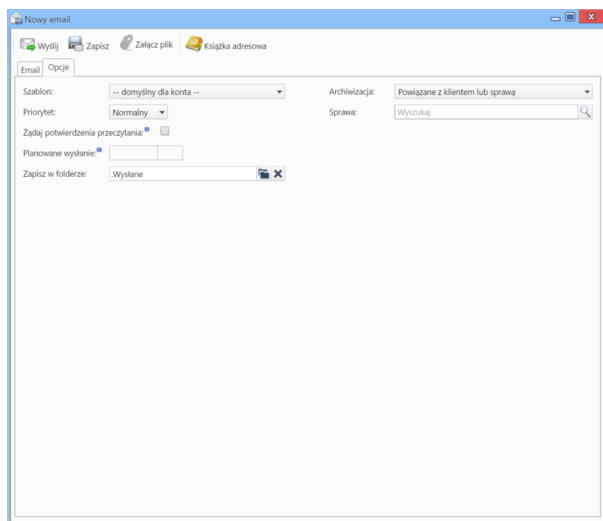 Nowy email
Wyślij Zapisz Załącz plik Książka adresowa
Email Opcje
Szablon: -- domyślny dla konta -- Archiwizacja: Powiązane z klientem lub sprawą
Priorytet: Normalny Sprawa: Wyszukaj
Żądaj potwierdzenia przeczytania:
Planowane wysłanie:
Zapisz w folderze: .Wysłane